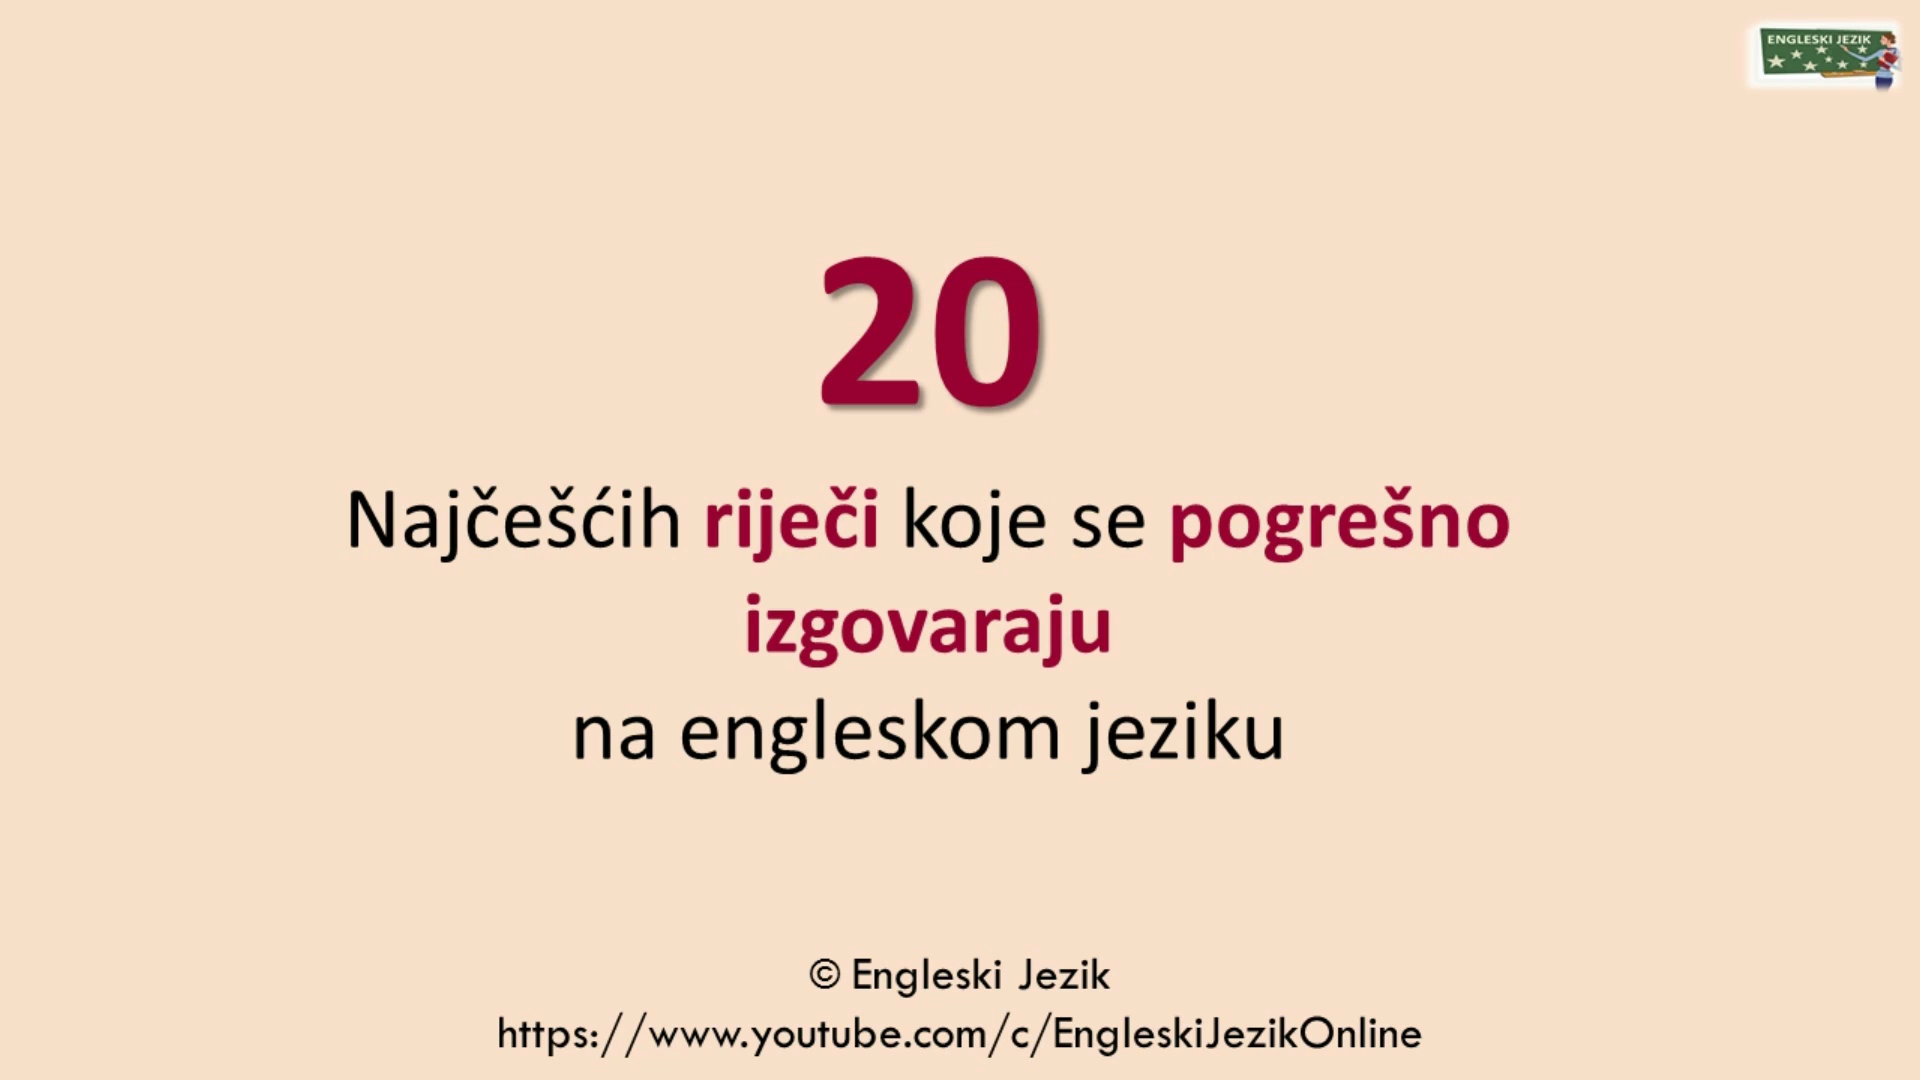 ENGLESKI JEZIK
20
Najčešćih riječi koje se pogrešno
izgovaraju
na engleskom jeziku
© Engleski Jezik
https://www.youtube.com/c/EngleskiJezikOnline